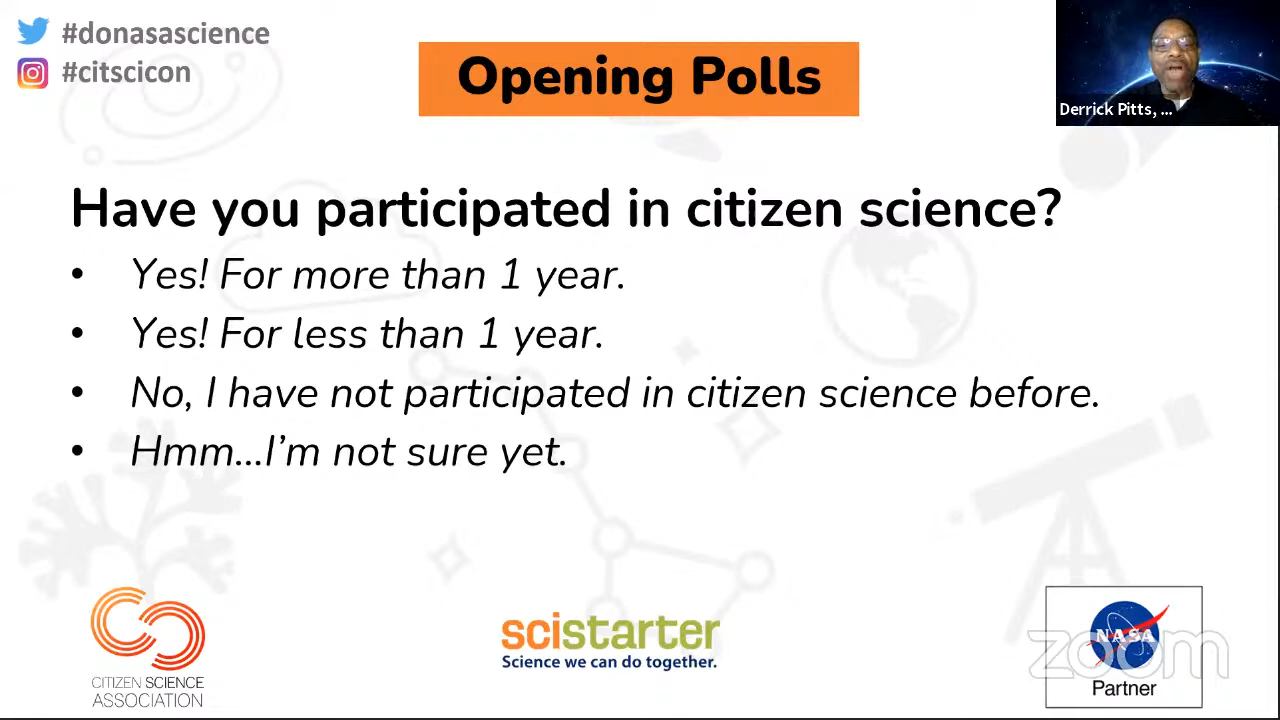 #donasascience
#citscicon
Opening Polls
Derrick Pitts, ...
Have you participated in citizen science?
• Yes! For more than 1 year.
• Yes! For less than 1 year.
• No, I have not participated in citizen science before.
• Hmm...I'm not sure yet.
CITIZEN SCIENCE
ASSOCIATION
scistarter
Science we can do together.
NASA
zoom
Partner